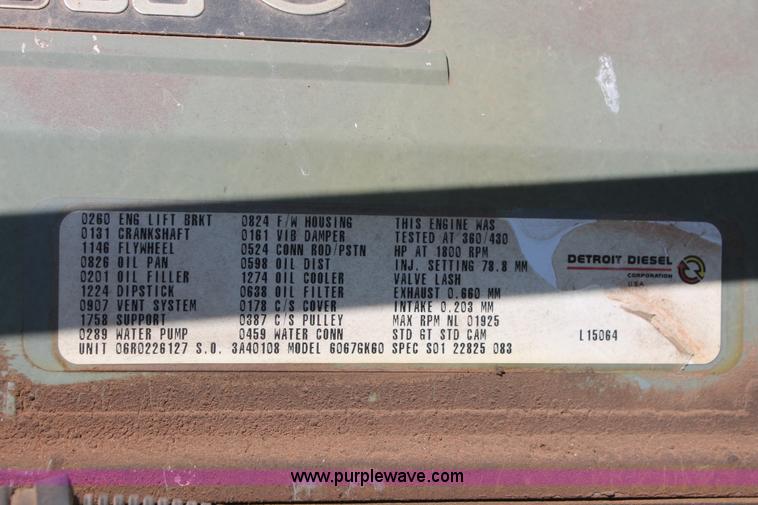 0260 ENG LIFT BRKT 0824 F/W HOUSING THIS ENGINE WAS
0131 CRANKSHAFT 0161 VIB DAMPER TESTED AT 360/430
1146 FLYWHEEL 0524 CONN ROD/PSTN HP AT 1800 RPM
0826 OIL PAN 0598 OIL DIST INJ. SETTING 78.8 MM
0201 OIL FILLER 1274 OIL COOLER VALVE LASH
1224 DIPSTICK 0638 OIL FILTER EXHAUST 0.660 MM
0907 VENT SYSTEM 0178 C/S COVER INTAKE 0.203 MM
1758 SUPPORT 0387 C/S PULLEY MAX RPM NL 01925
0289 WATER PUMP 0459 WATER CONN STD GT STD CAM
UNIT 06R0226127 S.O. 3A40108 MODEL 6067GK60 SPEC S01 22825 083
DETROIT DIESEL
CORPORATION
USA
L15064
www.purplewave.com